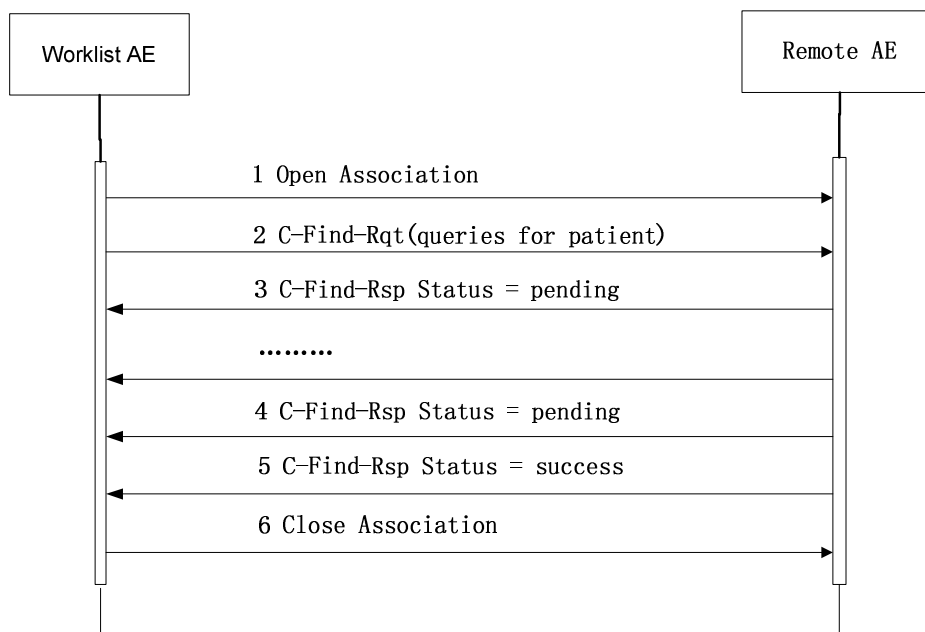 Worklist AE
Remote AE
1 Open Association
2 C-Find-Rqt(queries for patient)
3 C-Find-Rsp Status = pending
………
4 C-Find-Rsp Status = pending
5 C-Find-Rsp Status = success
6 Close Association